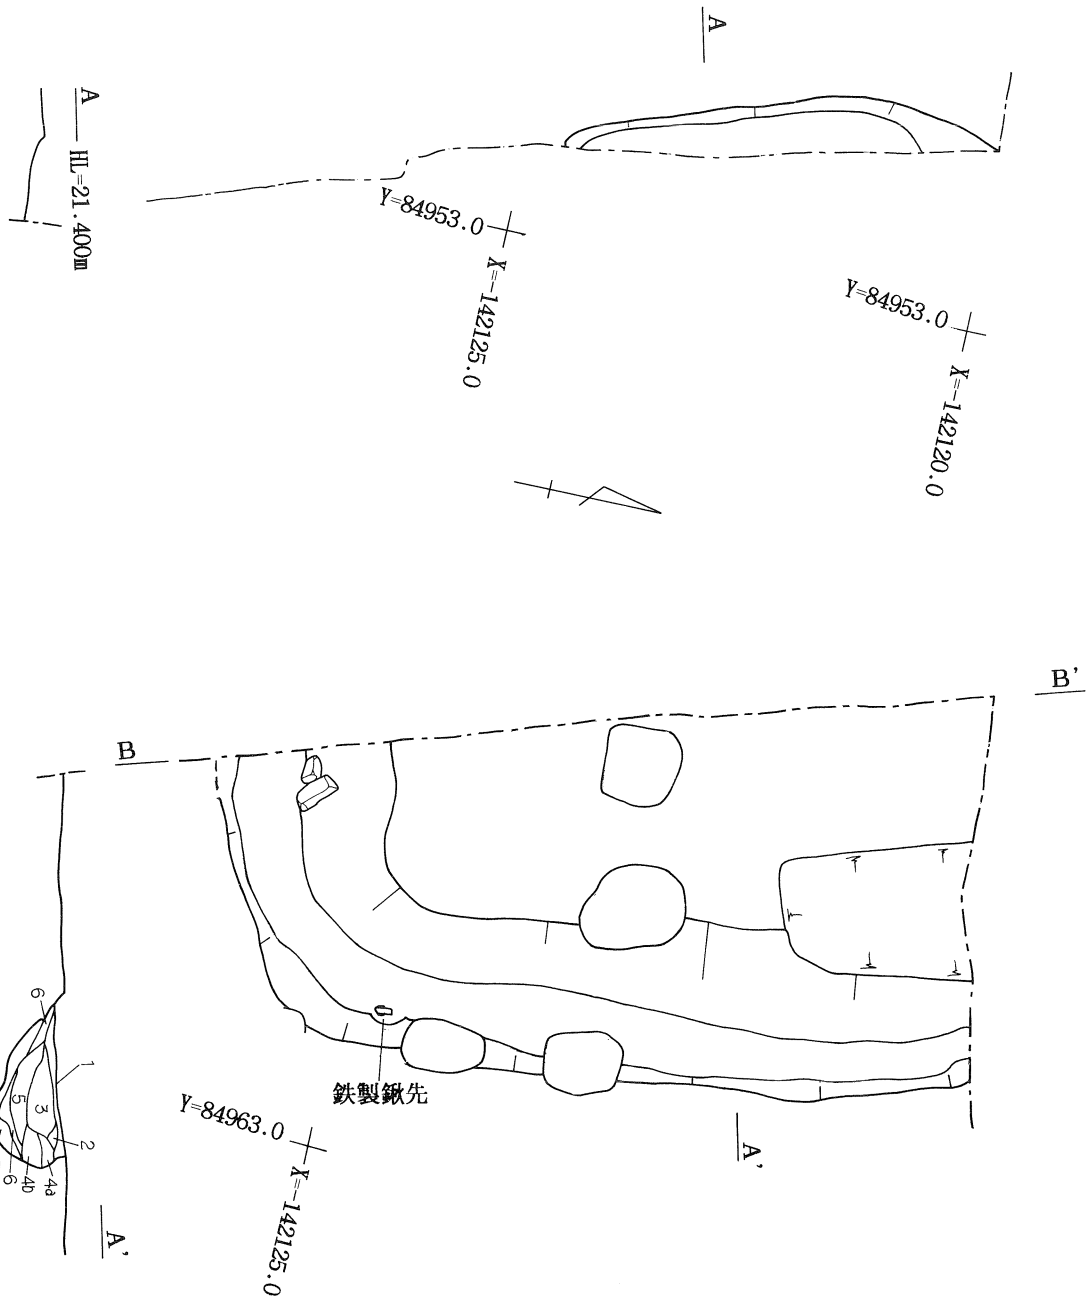 A
A
HL=21.400m
Y=84953.0
X=-142125.0
Y=84953.0
X=-142120.0
B'
B
鉄製鍬先
Y=84963.0
X=-142125.0
A'
6
1
5
3
2
6
4b
4a
A'